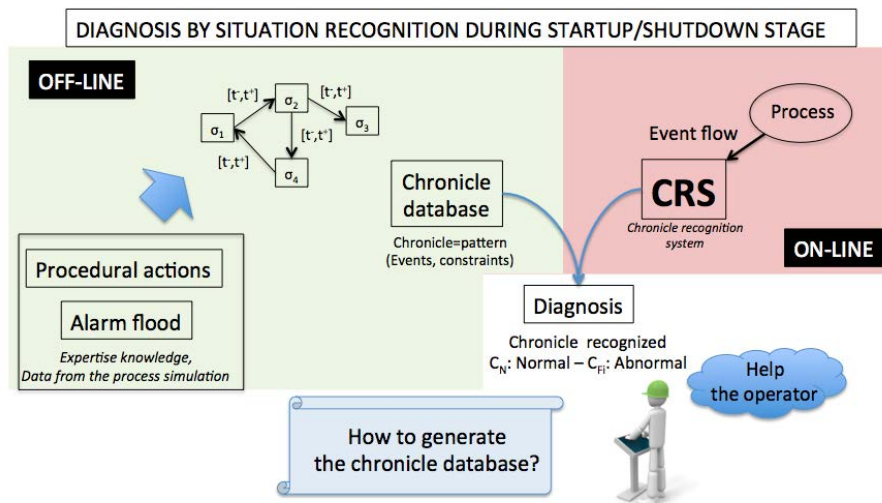 DIAGNOSIS BY SITUATION RECOGNITION DURING STARTUP/SHUTDOWN STAGE
OFF-LINE
[t⁻,t⁺]
[t⁻,t⁺]
σ₁
σ₂
σ₃
[t⁻,t⁺]
[t⁻,t⁺]
σ₄
Procedural actions
Alarm flood
Expertise knowledge,
Data from the process simulation
Chronicle
database
Chronicle=pattern
(Events, constraints)
Process
Event flow
CRS
Chronicle recognition
system
ON-LINE
Diagnosis
Chronicle recognized
C_N: Normal – C_Fi: Abnormal
Help
the operator
How to generate
the chronicle database?